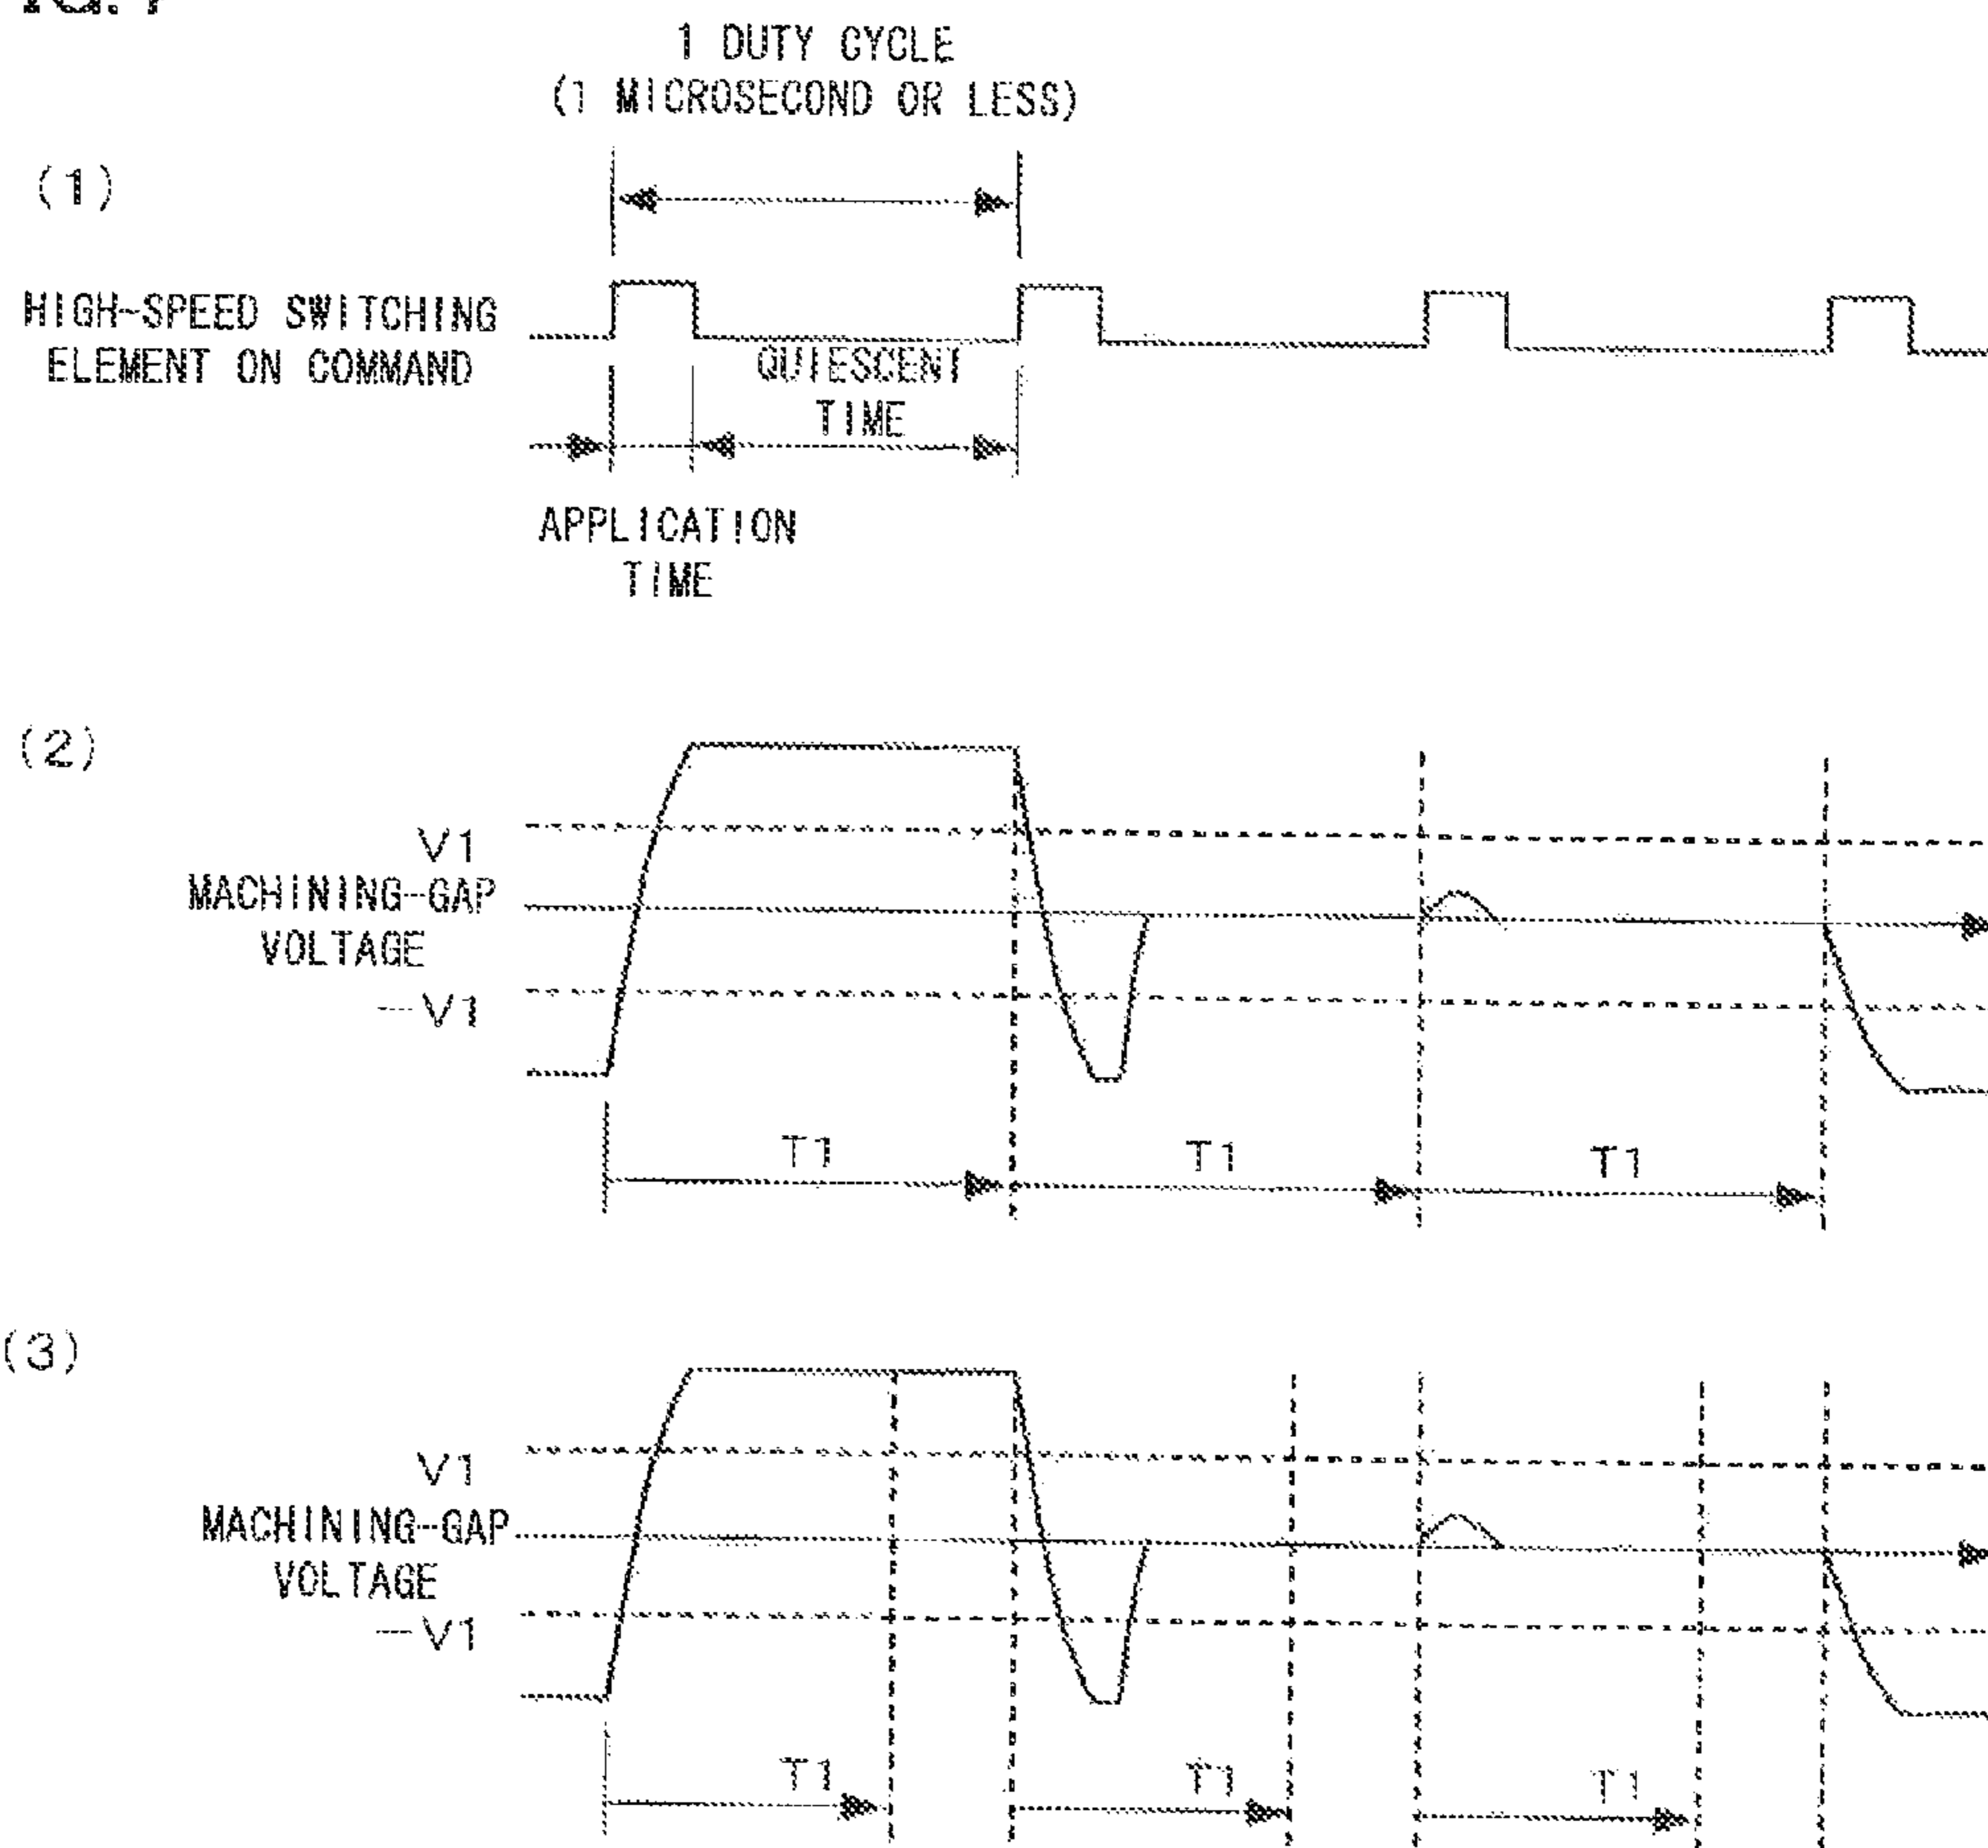 1 DUTY CYCLE
(1 MICROSECOND OR LESS)
(1)
HIGH-SPEED SWITCHING
ELEMENT ON COMMAND
QUIESCENT
TIME
APPLICATION
TIME
(2)
V1
MACHINING-GAP
VOLTAGE
-V1
T1 T1 T1
(3)
V1
MACHINING-GAP
VOLTAGE
-V1
T1 T1 T1